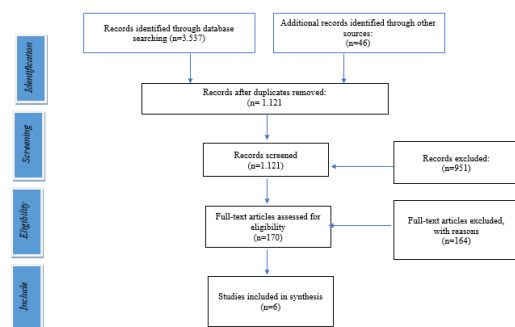 Records identified through database
searching (n=3.537)
Additional records identified through other
sources:
(n=46)
Identification
Records after duplicates removed:
(n= 1.121
Screening
Records screened
(n=1.121)
Records excluded:
(n=951)
Eligibility
Full-text articles assessed for
eligibility
(n=170)
Full-text articles excluded,
with reasons
(n=164)
Include
Studies included in synthesis
(n=6)